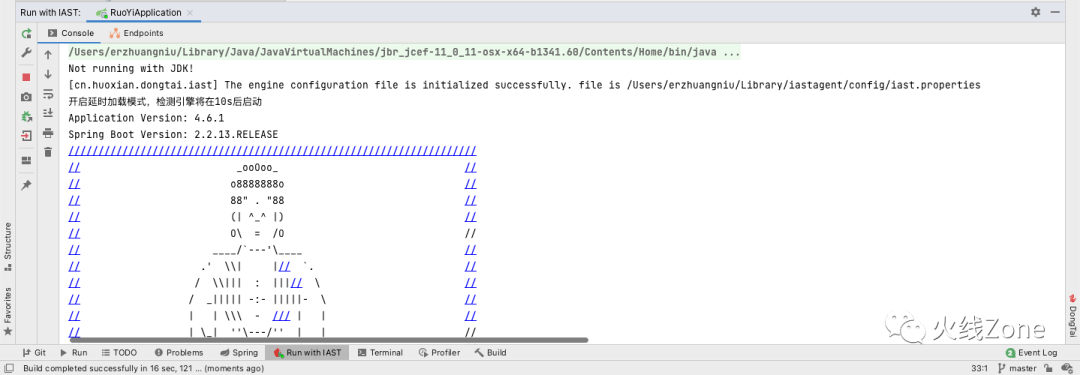 Run with IAST: RuoYiApplication
Console Endpoints
/Users/erzhuangniu/Library/Java/JavaVirtualMachines/jbr_jcef-11_0_11-osx-x64-b1341.60/Contents/Home/bin/java ...
Not running with JDK!
[cn.huoxian.dongtai.iast] The engine configuration file is initialized successfully. file is /Users/erzhuangniu/Library/iastagent/config/iast.properties
开启延时加载模式，检测引擎将在10s后启动
Application Version: 4.6.1
Spring Boot Version: 2.2.13.RELEASE
////////////////////////////////////////////////////////////////////
//                          _ooOoo_                               //
//                         o8888888o                              //
//                         88" . "88                              //
//                         (| ^_^ |)                              //
//                         O\  =  /O                              //
//                      ____/`---'\____                           //
//                    .'  \\|     |//  `.                         //
//                   /  \\|||  :  |||//  \                        //
//                  /  _||||| -:- |||||-  \                       //
//                  |   | \\\  -  /// |   |                       //
//                  | \_|  ''\---/''  |   |                       //
Structure
Favorites
DongTai
火线Zone
Git Run TODO Problems Spring Run with IAST Terminal Profiler Build 2 Event Log
Build completed successfully in 16 sec, 121 ... (moments ago) 33:1 master